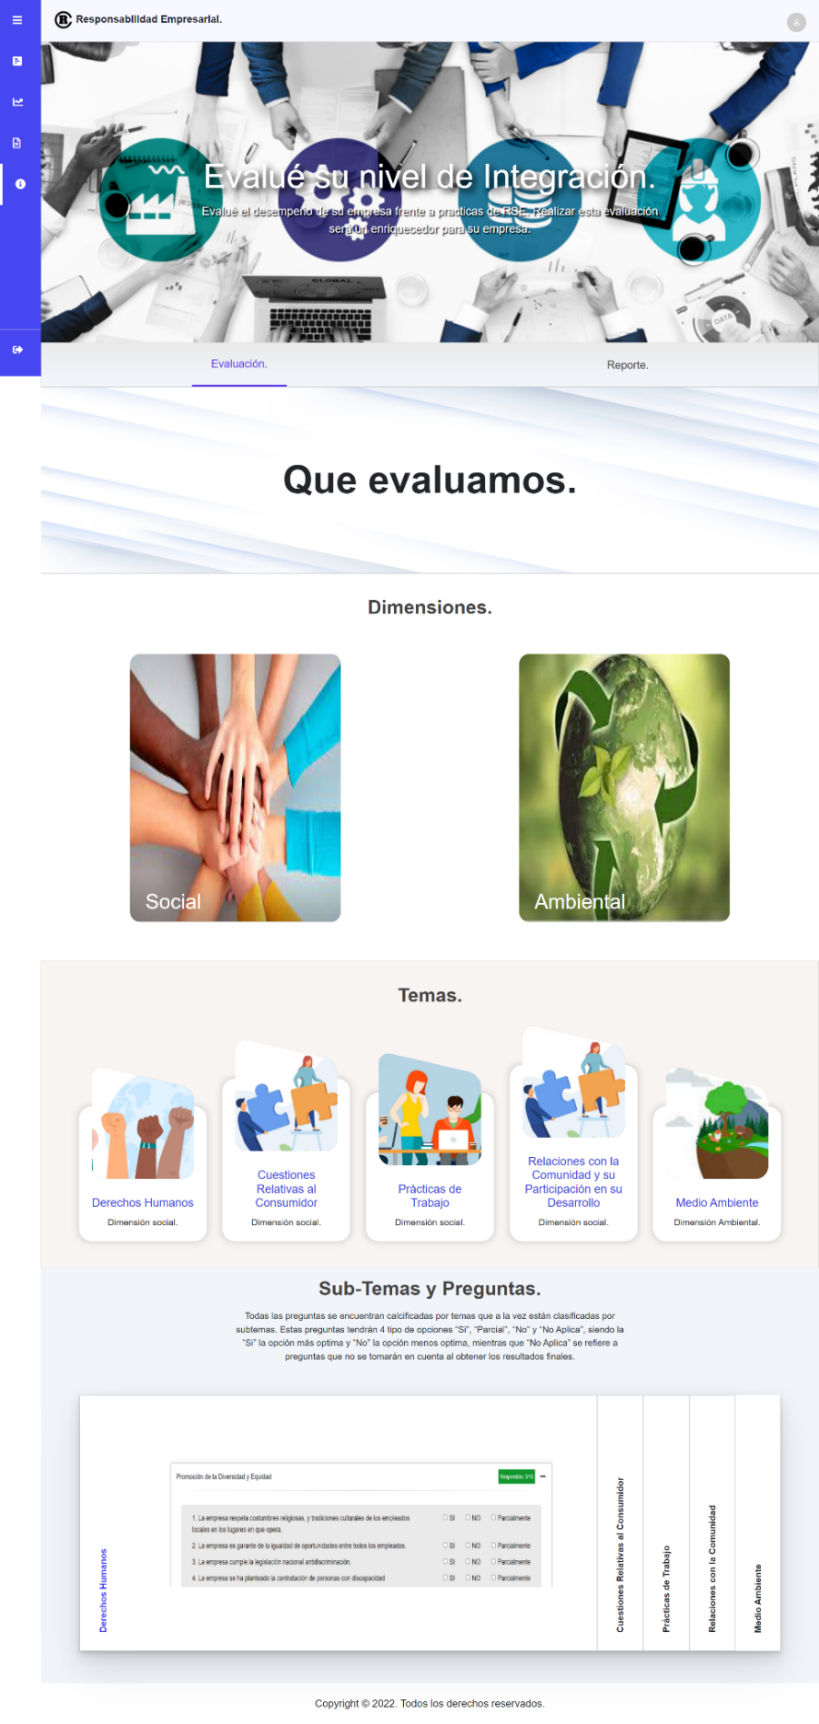 Responsabilidad Empresarial.
Evalué su nivel de Integración.
Evalué el desempeño de su empresa frente a practicas de RSE, Realizar esta evaluación
será un enriquecedor para su empresa.
GLOBAL
DATA
Evaluación.
Reporte.
Que evaluamos.
Dimensiones.
Social
Ambiental
Temas.
Derechos Humanos
Dimensión social.
Cuestiones
Relativas al
Consumidor
Dimensión social.
Prácticas de
Trabajo
Dimensión social.
Relaciones con la
Comunidad y su
Participación en su
Desarrollo
Dimensión social.
Medio Ambiente
Dimensión Ambiental.
Sub-Temas y Preguntas.
Todas las preguntas se encuentran calcificadas por temas que a la vez están clasificadas por
subtemas. Estas preguntas tendrán 4 tipo de opciones “Si”, “Parcial”, “No” y “No Aplica”, siendo la
“Si” la opción más optima y “No” la opción menos optima, mientras que “No Aplica” se refiere a
preguntas que no se tomarán en cuenta al obtener los resultados finales.
Derechos Humanos
Promoción de la Diversidad y Equidad
1. La empresa respeta costumbres religiosas, y tradiciones culturales de los empleados
locales en los lugares en que opera.
SI NO Parcialmente
2. La empresa es garante de la igualdad de oportunidades entre todos los empleados.
SI NO Parcialmente
3. La empresa cumple la legislación nacional antidiscriminación.
SI NO Parcialmente
4. La empresa se ha planteado la contratación de personas con discapacidad
SI NO Parcialmente
Cuestiones Relativas al Consumidor
Prácticas de Trabajo
Relaciones con la Comunidad
Medio Ambiente
Copyright © 2022. Todos los derechos reservados.